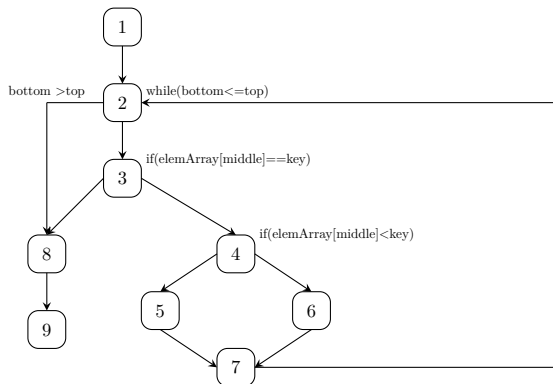 1
bottom >top
while(bottom<=top)
2
if(elemArray[middle]==key)
3
if(elemArray[middle]<key)
8
4
5
6
9
7